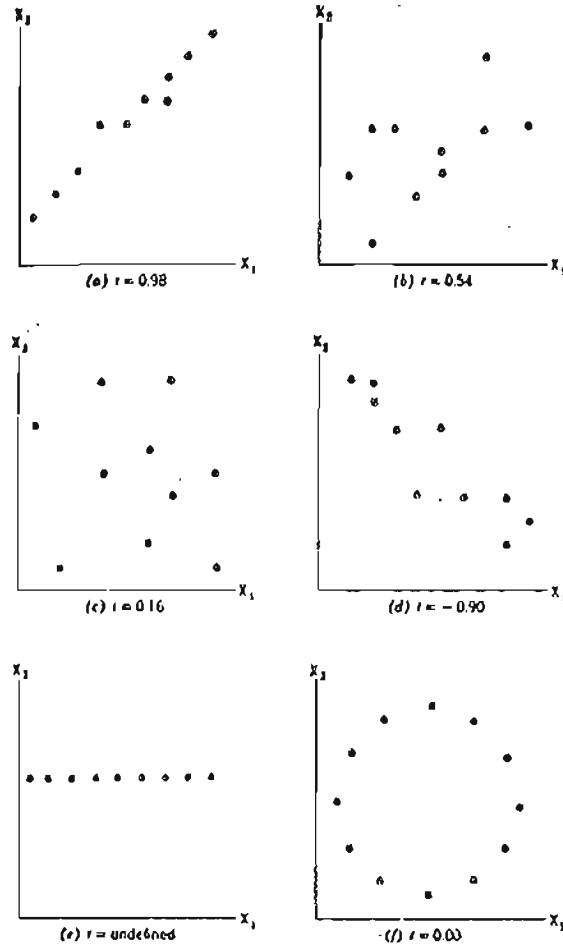 X₂
X₁
(a) r = 0.98
X₂
X₁
(b) r = 0.54
X₂
X₁
(c) r = 0.16
X₂
X₁
(d) r = − 0.90
X₂
X₁
(e) r = undefined
X₂
X₁
(f) r = 0.00